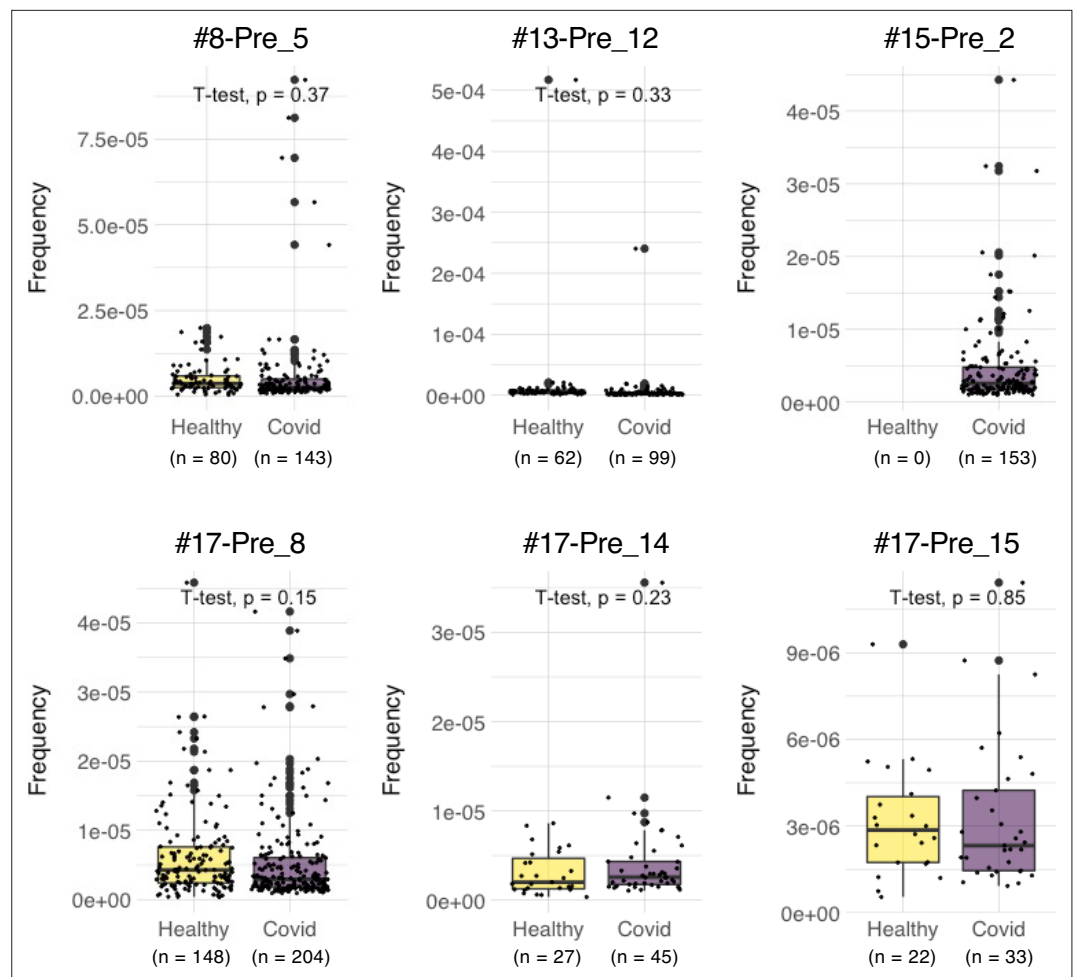 #8-Pre_5
T-test, p = 0.37
Frequency
7.5e-05
5.0e-05
2.5e-05
0.0e+00
Healthy Covid
(n = 80) (n = 143)
#13-Pre_12
T-test, p = 0.33
Frequency
5e-04
4e-04
3e-04
2e-04
1e-04
0e+00
Healthy Covid
(n = 62) (n = 99)
#15-Pre_2
Frequency
4e-05
3e-05
2e-05
1e-05
0e+00
Healthy Covid
(n = 0) (n = 153)
#17-Pre_8
T-test, p = 0.15
Frequency
4e-05
3e-05
2e-05
1e-05
0e+00
Healthy Covid
(n = 148) (n = 204)
#17-Pre_14
T-test, p = 0.23
Frequency
3e-05
2e-05
1e-05
0e+00
Healthy Covid
(n = 27) (n = 45)
#17-Pre_15
T-test, p = 0.85
Frequency
9e-06
6e-06
3e-06
0e+00
Healthy Covid
(n = 22) (n = 33)